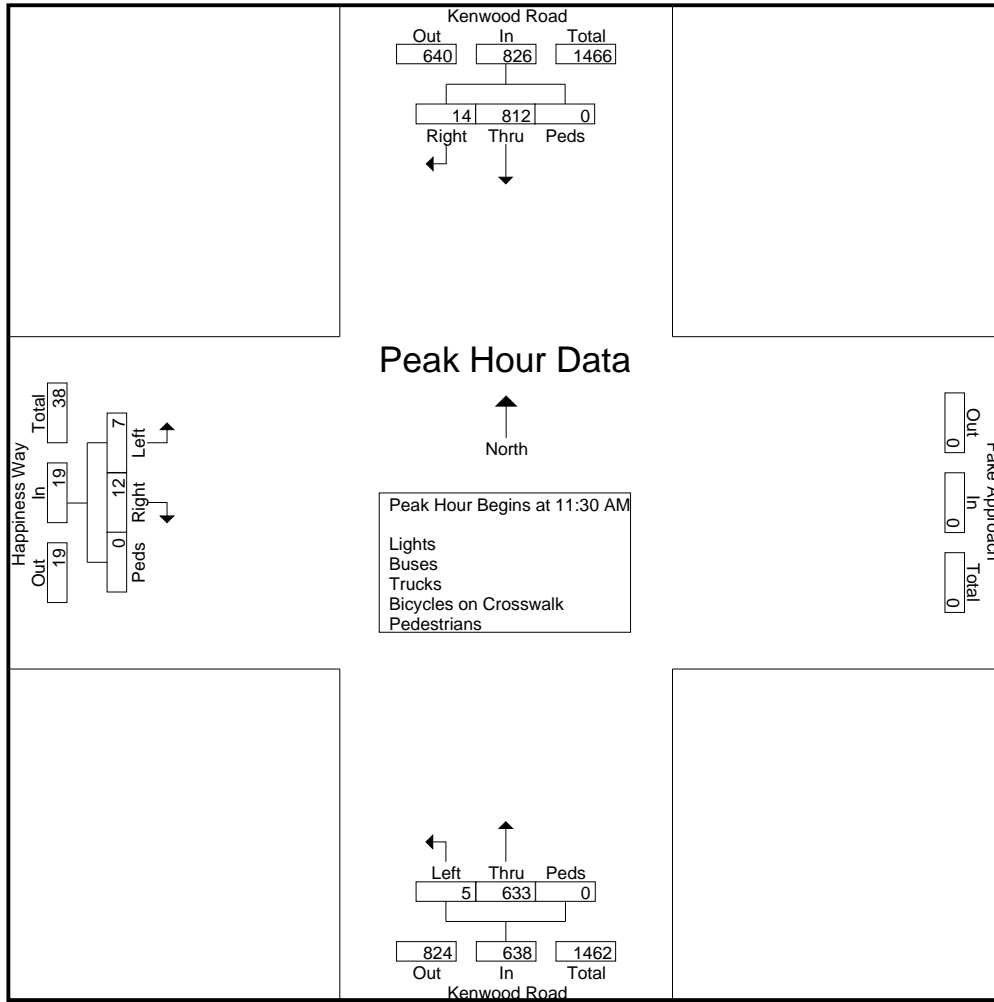 Kenwood Road
Out In Total
640 826 1466
14 812 0
Right Thru Peds
Peak Hour Data
North
Peak Hour Begins at 11:30 AM
Lights
Buses
Trucks
Bicycles on Crosswalk
Pedestrians
Happiness Way
Out In Total
19 19 38
7 12 0
Left Right Peds
Fake Approach
Out In Total
0 0 0
Left Thru Peds
5 633 0
824 638 1462
Out In Total
Kenwood Road